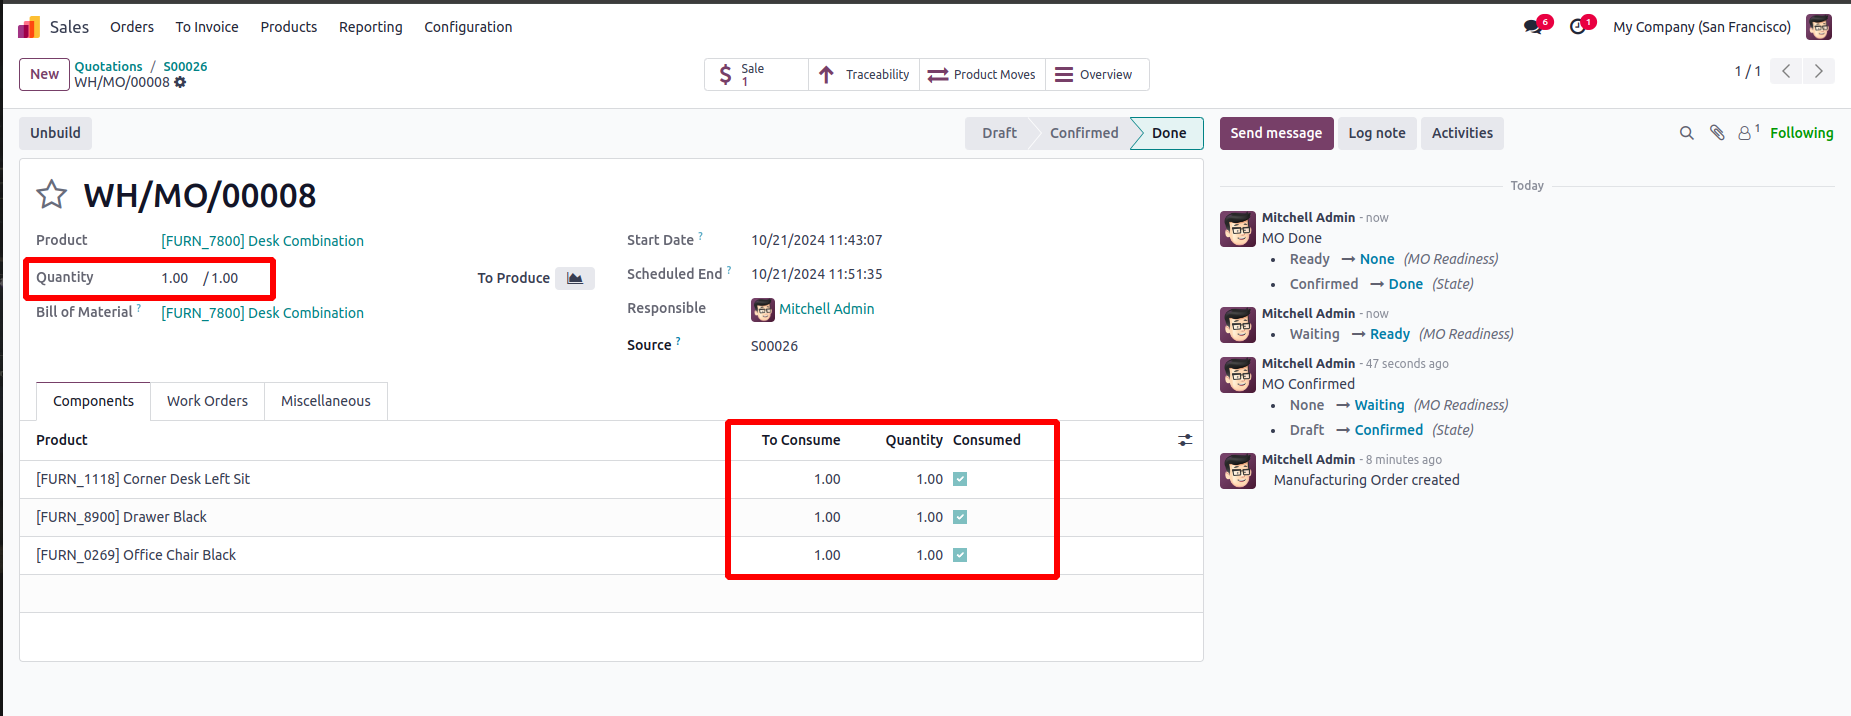 Sales Orders To Invoice Products Reporting Configuration 6 1 My Company (San Francisco)
New Quotations / S00026
WH/MO/00008
$ Sale 1 Traceability Product Moves Overview 1 / 1
Unbuild Draft Confirmed Done Send message Log note Activities 1 Following
WH/MO/00008
Product [FURN_7800] Desk Combination
Quantity 1.00 / 1.00 To Produce
Bill of Material ? [FURN_7800] Desk Combination
Start Date ? 10/21/2024 11:43:07
Scheduled End ? 10/21/2024 11:51:35
Responsible Mitchell Admin
Source ? S00026
Components Work Orders Miscellaneous
Product To Consume Quantity Consumed
[FURN_1118] Corner Desk Left Sit 1.00 1.00
[FURN_8900] Drawer Black 1.00 1.00
[FURN_0269] Office Chair Black 1.00 1.00
Today
Mitchell Admin - now
MO Done
• Ready → None (MO Readiness)
• Confirmed → Done (State)
Mitchell Admin - now
• Waiting → Ready (MO Readiness)
Mitchell Admin - 47 seconds ago
MO Confirmed
• None → Waiting (MO Readiness)
• Draft → Confirmed (State)
Mitchell Admin - 8 minutes ago
Manufacturing Order created